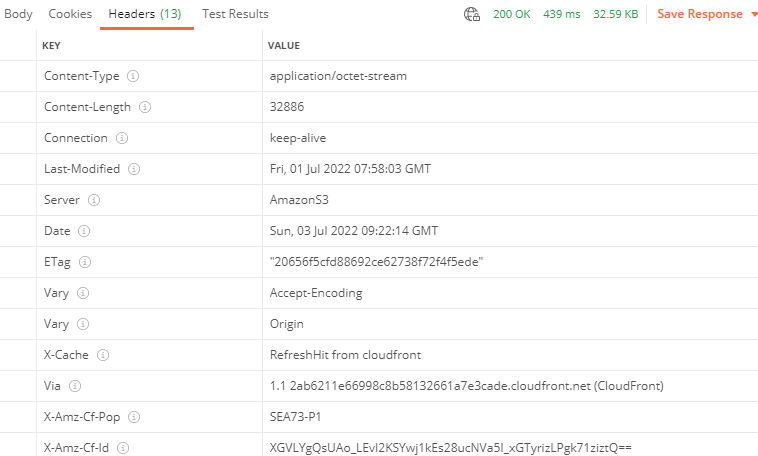 Body Cookies Headers (13) Test Results 200 OK 439 ms 32.59 KB Save Response
KEY VALUE
Content-Type application/octet-stream
Content-Length 32886
Connection keep-alive
Last-Modified Fri, 01 Jul 2022 07:58:03 GMT
Server AmazonS3
Date Sun, 03 Jul 2022 09:22:14 GMT
ETag "20656f5cfd88692ce62738f72f4f5ede"
Vary Accept-Encoding
Vary Origin
X-Cache RefreshHit from cloudfront
Via 1.1 2ab6211e66998c8b58132661a7e3cade.cloudfront.net (CloudFront)
X-Amz-Cf-Pop SEA73-P1
X-Amz-Cf-Id XGVLYgQsUAo_LEvl2KSYwj1kEs28ucNVa5l_xGTyrizLPgk71ziztQ==